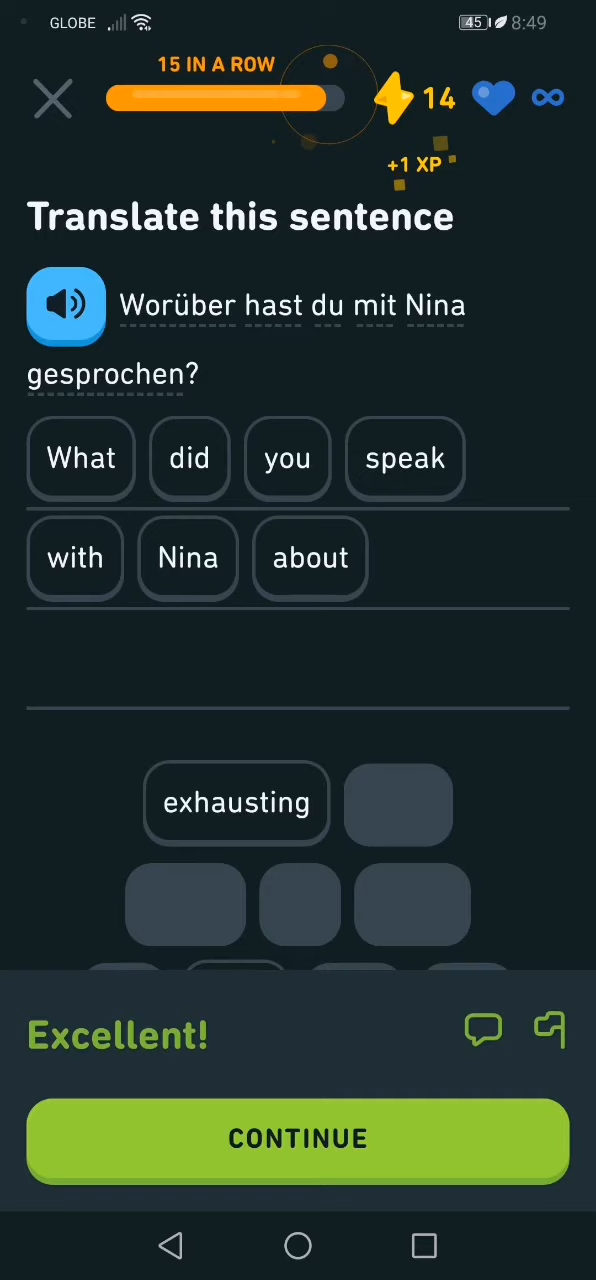 GLOBE 45 8:49
15 IN A ROW
14
+1 XP
Translate this sentence
Worüber hast du mit Nina
gesprochen?
What did you speak
with Nina about
exhausting
Excellent!
CONTINUE